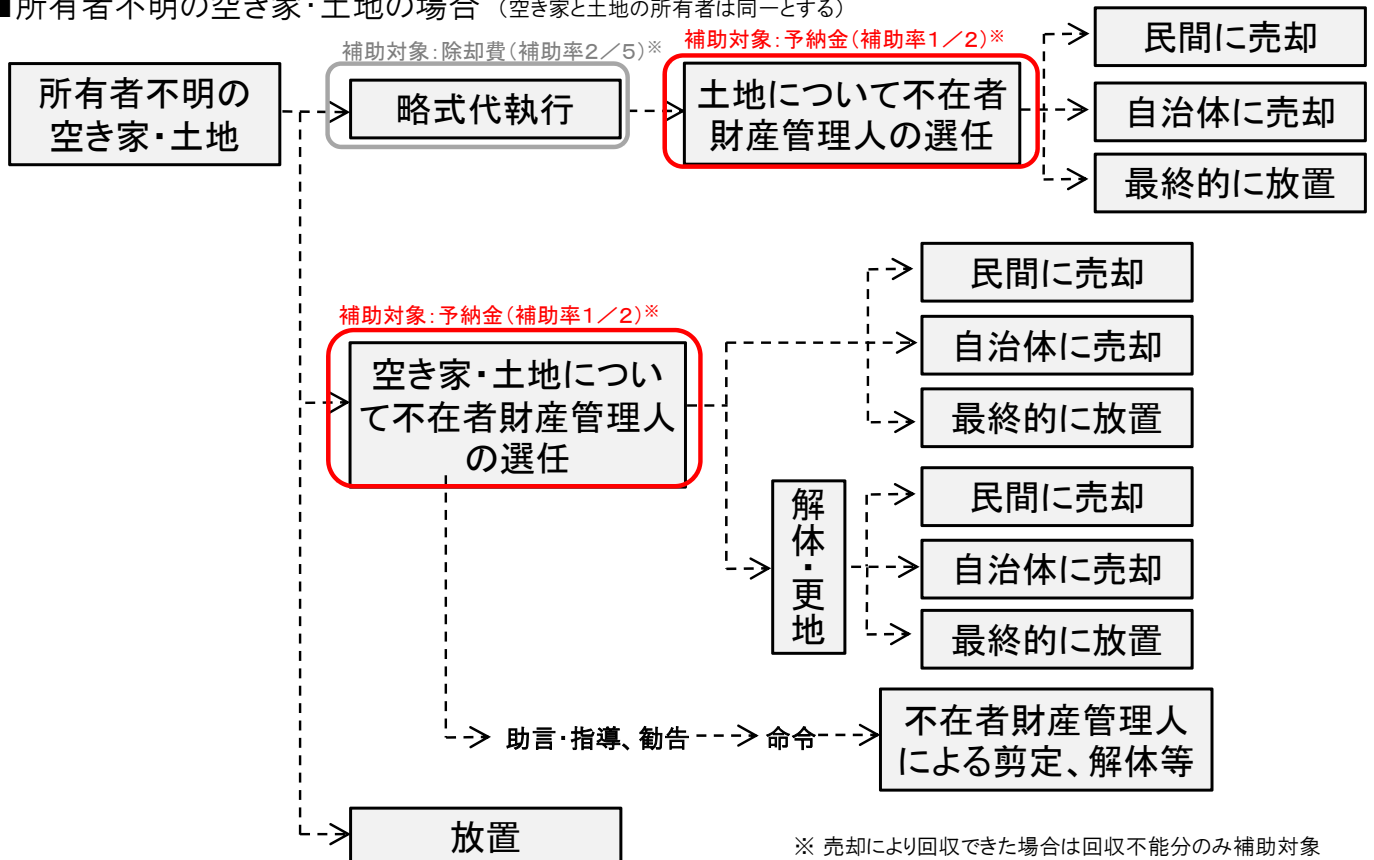 ■所有者不明の空き家・土地の場合 (空き家と土地の所有者は同一とする)
補助対象:除却費(補助率2/5)※
補助対象:予納金(補助率1/2)※
所有者不明の
空き家・土地
略式代執行
土地について不在者
財産管理人の選任
民間に売却
自治体に売却
最終的に放置
補助対象:予納金(補助率1/2)※
空き家・土地につい
て不在者財産管理人
の選任
民間に売却
自治体に売却
最終的に放置
解体・更地
民間に売却
自治体に売却
最終的に放置
助言・指導、勧告
命令
不在者財産管理人
による剪定、解体等
放置
※ 売却により回収できた場合は回収不能分のみ補助対象